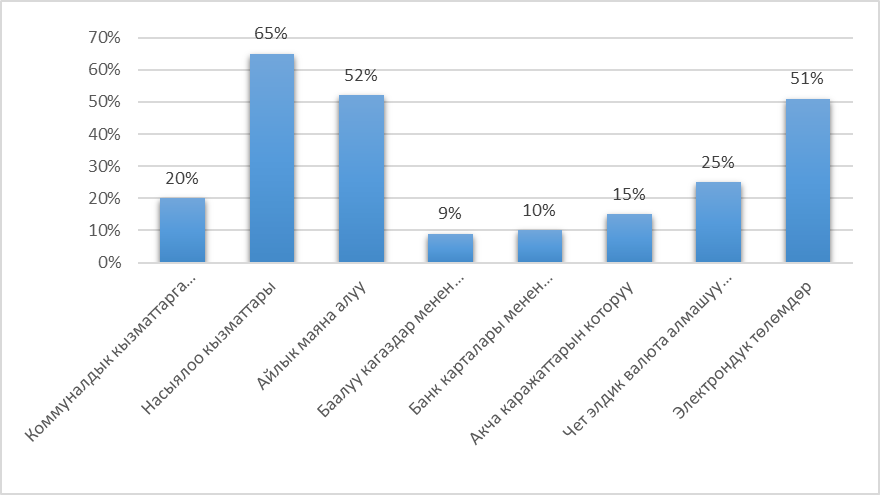 70%
60%
50%
40%
30%
20%
10%
0%
20%
65%
52%
9%
10%
15%
25%
51%
Коммуналдык кызматтарга...
Насыялоо кызматтары
Айлык маяна алуу
Баалуу кагаздар менен...
Банк карталары менен...
Акча каражаттарын которуу
Чет элдик валюта алмашуу...
Электрондук төлөмдөр